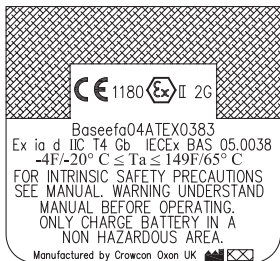 CE 1180 Ex II 2G
Baseefa04ATEX0383
Ex ia d IIC T4 Gb IECEx BAS 05.0038
-4F/-20° C ≤ Ta ≤ 149F/65° C
FOR INTRINSIC SAFETY PRECAUTIONS
SEE MANUAL. WARNING UNDERSTAND
MANUAL BEFORE OPERATING.
ONLY CHARGE BATTERY IN A
NON HAZARDOUS AREA.
Manufactured by Crowcon Oxon UK